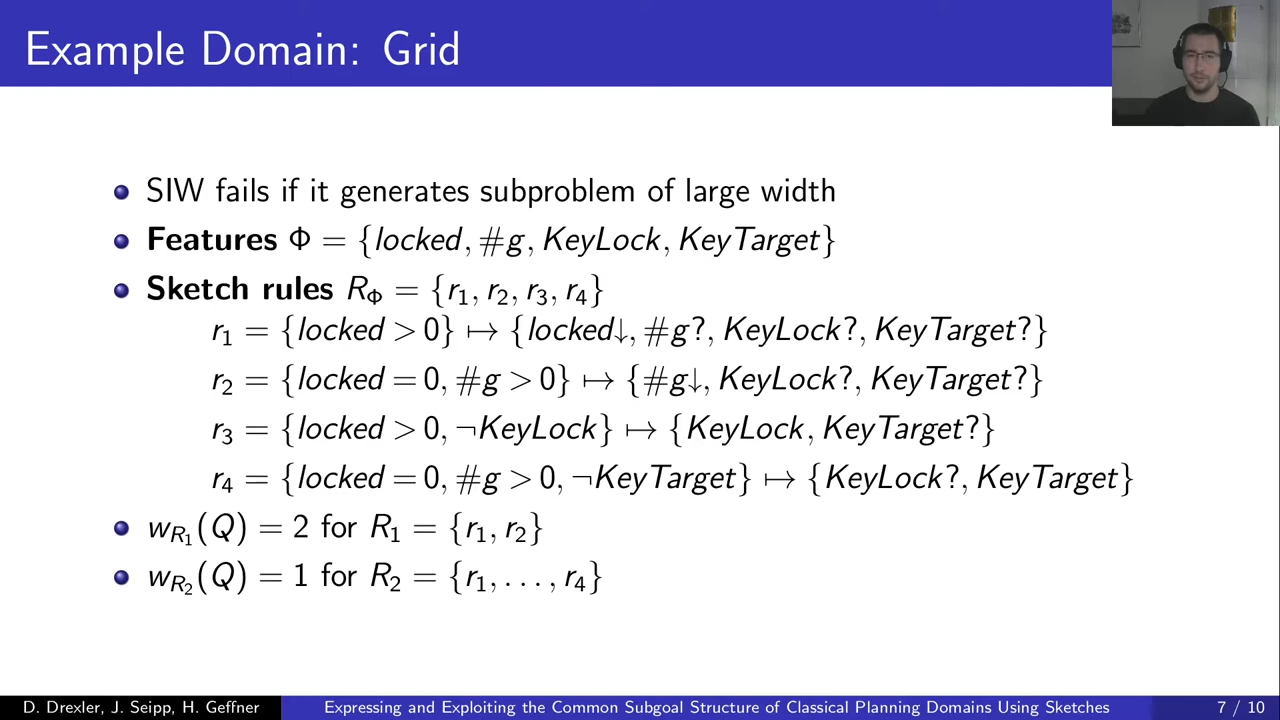 Example Domain: Grid
SIW fails if it generates subproblem of large width
Features Φ = {locked, #g, KeyLock, KeyTarget}
Sketch rules R_Φ = {r₁, r₂, r₃, r₄}
r₁ = {locked > 0} ↦ {locked↓, #g?, KeyLock?, KeyTarget?}
r₂ = {locked = 0, #g > 0} ↦ {#g↓, KeyLock?, KeyTarget?}
r₃ = {locked > 0, ¬KeyLock} ↦ {KeyLock, KeyTarget?}
r₄ = {locked = 0, #g > 0, ¬KeyTarget} ↦ {KeyLock?, KeyTarget}
w_{R₁}(Q) = 2 for R₁ = {r₁, r₂}
w_{R₂}(Q) = 1 for R₂ = {r₁, . . . , r₄}
D. Drexler, J. Seipp, H. Geffner Expressing and Exploiting the Common Subgoal Structure of Classical Planning Domains Using Sketches 7 / 10